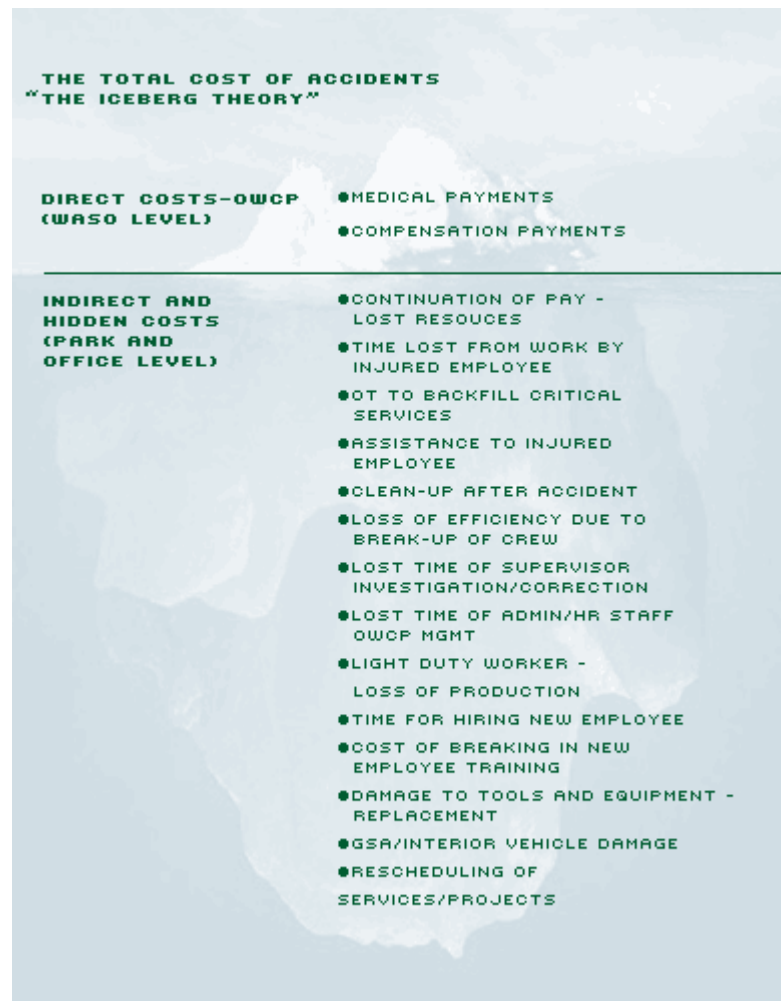 THE TOTAL COST OF ACCIDENTS
"THE ICEBERG THEORY"
DIRECT COSTS-OWCP
(WASO LEVEL)
●MEDICAL PAYMENTS
●COMPENSATION PAYMENTS
INDIRECT AND
HIDDEN COSTS
(PARK AND
OFFICE LEVEL)
●CONTINUATION OF PAY -
LOST RESOUCES
●TIME LOST FROM WORK BY
INJURED EMPLOYEE
●OT TO BACKFILL CRITICAL
SERVICES
●ASSISTANCE TO INJURED
EMPLOYEE
●CLEAN-UP AFTER ACCIDENT
●LOSS OF EFFICIENCY DUE TO
BREAK-UP OF CREW
●LOST TIME OF SUPERVISOR
INVESTIGATION/CORRECTION
●LOST TIME OF ADMIN/HR STAFF
OWCP MGMT
●LIGHT DUTY WORKER -
LOSS OF PRODUCTION
●TIME FOR HIRING NEW EMPLOYEE
●COST OF BREAKING IN NEW
EMPLOYEE TRAINING
●DAMAGE TO TOOLS AND EQUIPMENT -
REPLACEMENT
●GSA/INTERIOR VEHICLE DAMAGE
●RESCHEDULING OF
SERVICES/PROJECTS